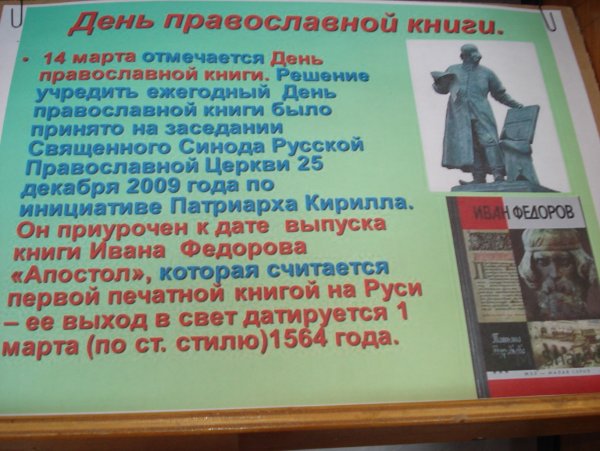 День православной книги.
• 14 марта отмечается День
православной книги. Решение
учредить ежегодный День
православной книги было
принято на заседании
Священного Синода Русской
Православной Церкви 25
декабря 2009 года по
инициативе Патриарха Кирилла.
Он приурочен к дате выпуска
книги Ивана Федорова
«Апостол», которая считается
первой печатной книгой на Руси
– ее выход в свет датируется 1
марта (по ст. стилю)1564 года.
ИВАН ФЕДОРОВ